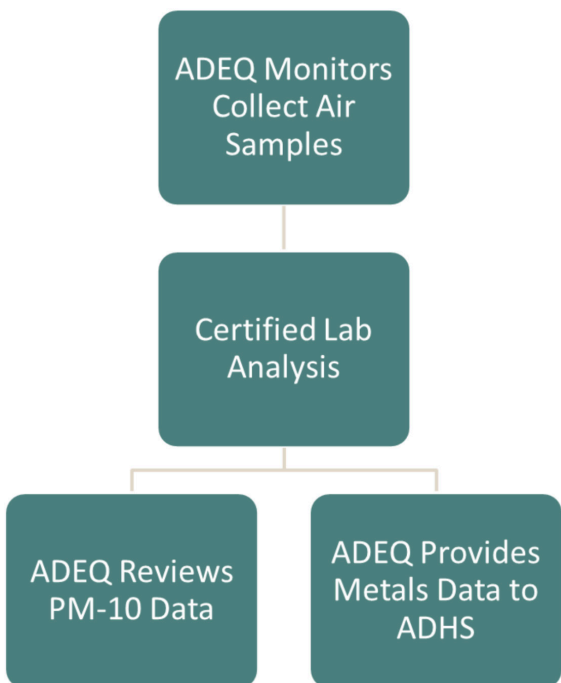 ADEQ Monitors
Collect Air
Samples
Certified Lab
Analysis
ADEQ Reviews
PM-10 Data
ADEQ Provides
Metals Data to
ADHS